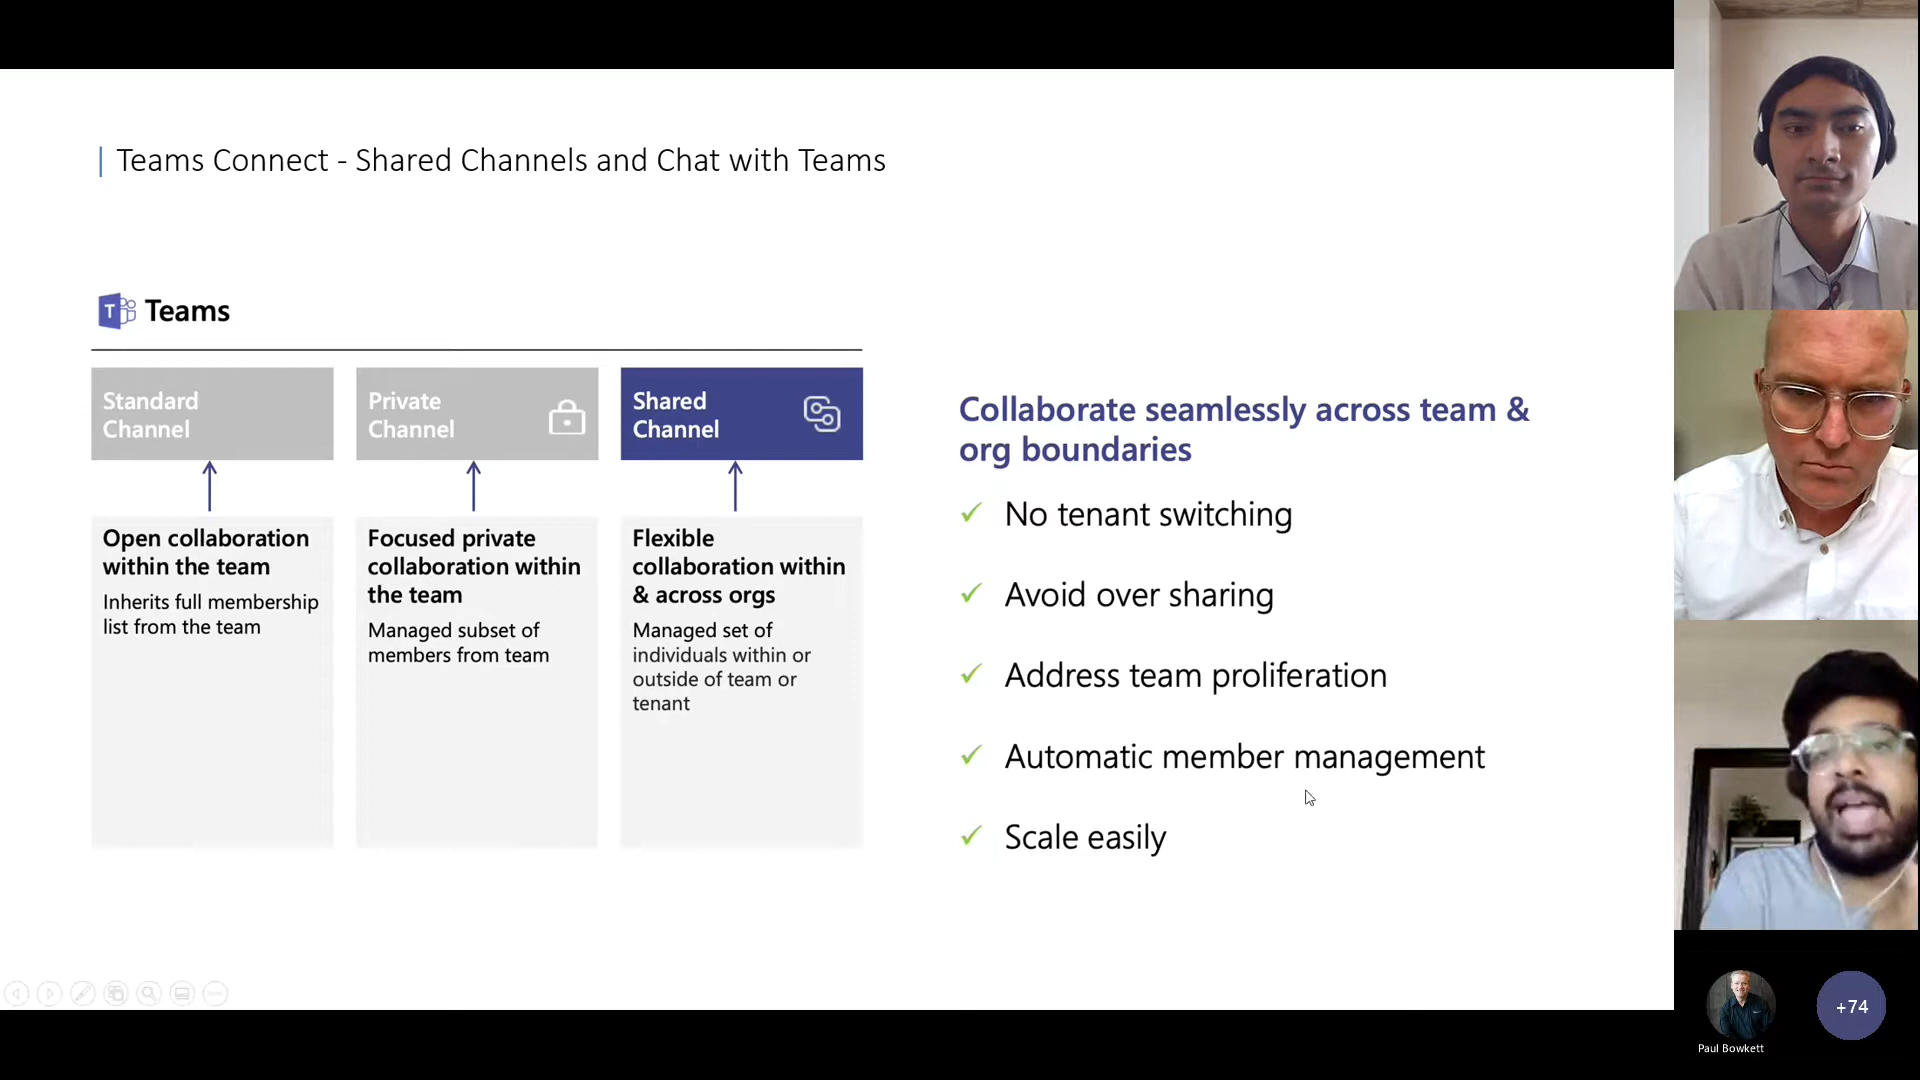 Teams Connect - Shared Channels and Chat with Teams
T
Teams
Standard
Channel
Private
Channel
Shared
Channel
Open collaboration
within the team
Inherits full membership
list from the team
Focused private
collaboration within
the team
Managed subset of
members from team
Flexible
collaboration within
& across orgs
Managed set of
individuals within or
outside of team or
tenant
Collaborate seamlessly across team &
org boundaries
No tenant switching
Avoid over sharing
Address team proliferation
Automatic member management
Scale easily
Paul Bowkett
+74